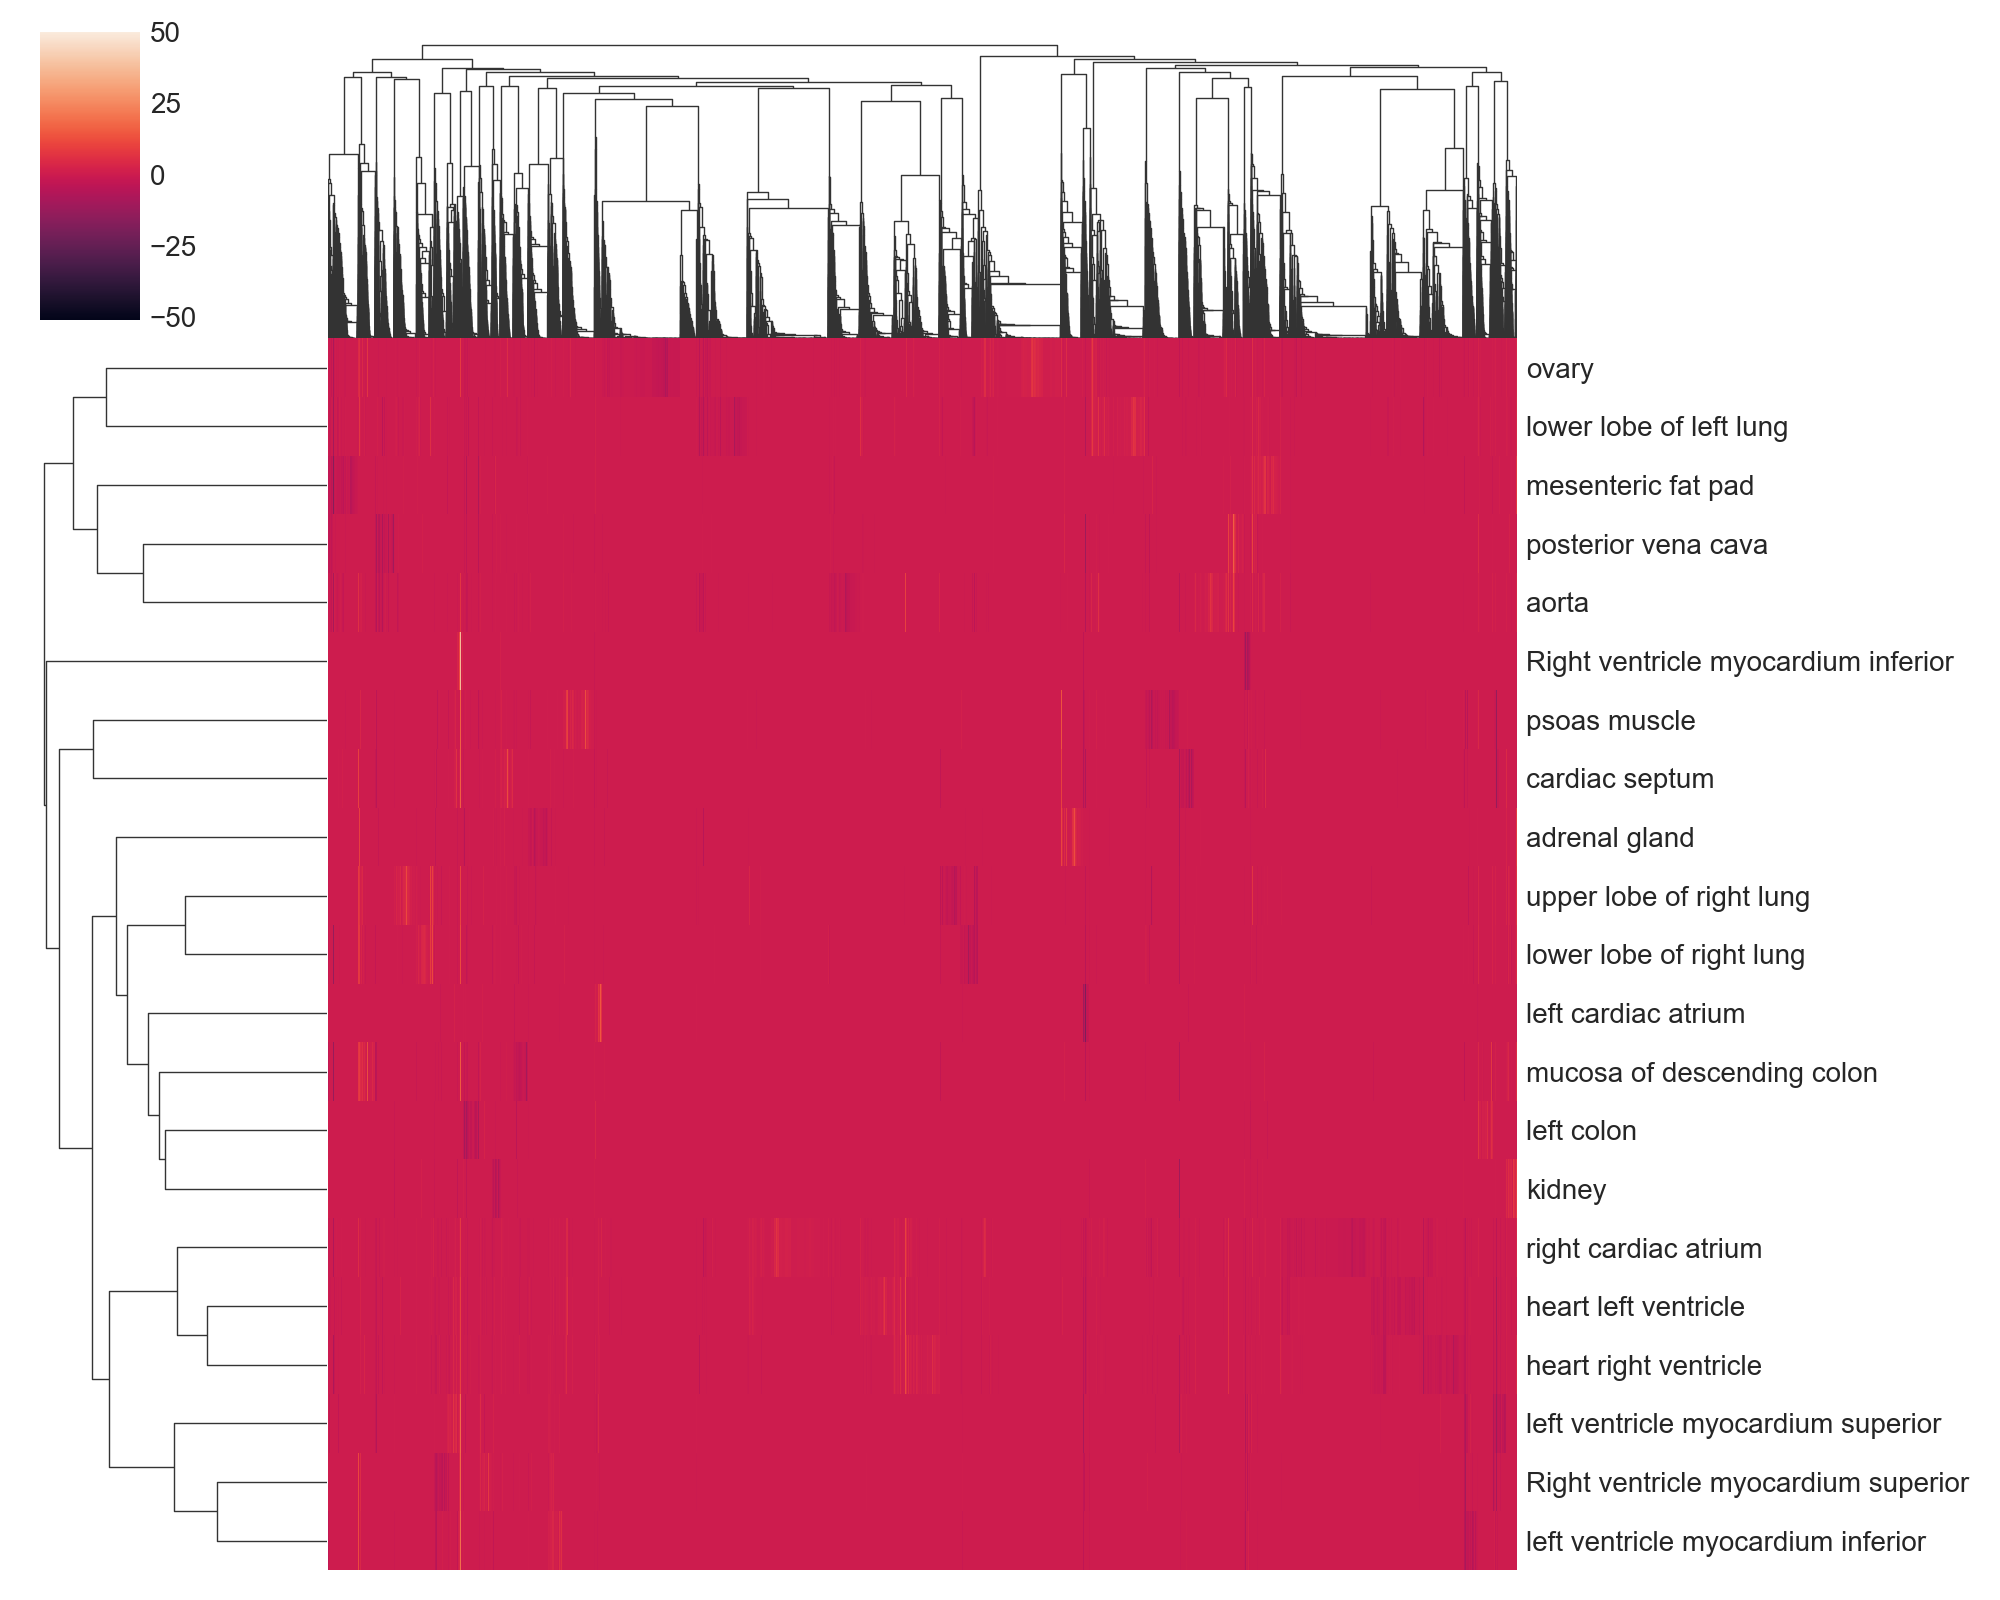 50
25
0
−25
−50
ovary
lower lobe of left lung
mesenteric fat pad
posterior vena cava
aorta
Right ventricle myocardium inferior
psoas muscle
cardiac septum
adrenal gland
upper lobe of right lung
lower lobe of right lung
left cardiac atrium
mucosa of descending colon
left colon
kidney
right cardiac atrium
heart left ventricle
heart right ventricle
left ventricle myocardium superior
Right ventricle myocardium superior
left ventricle myocardium inferior